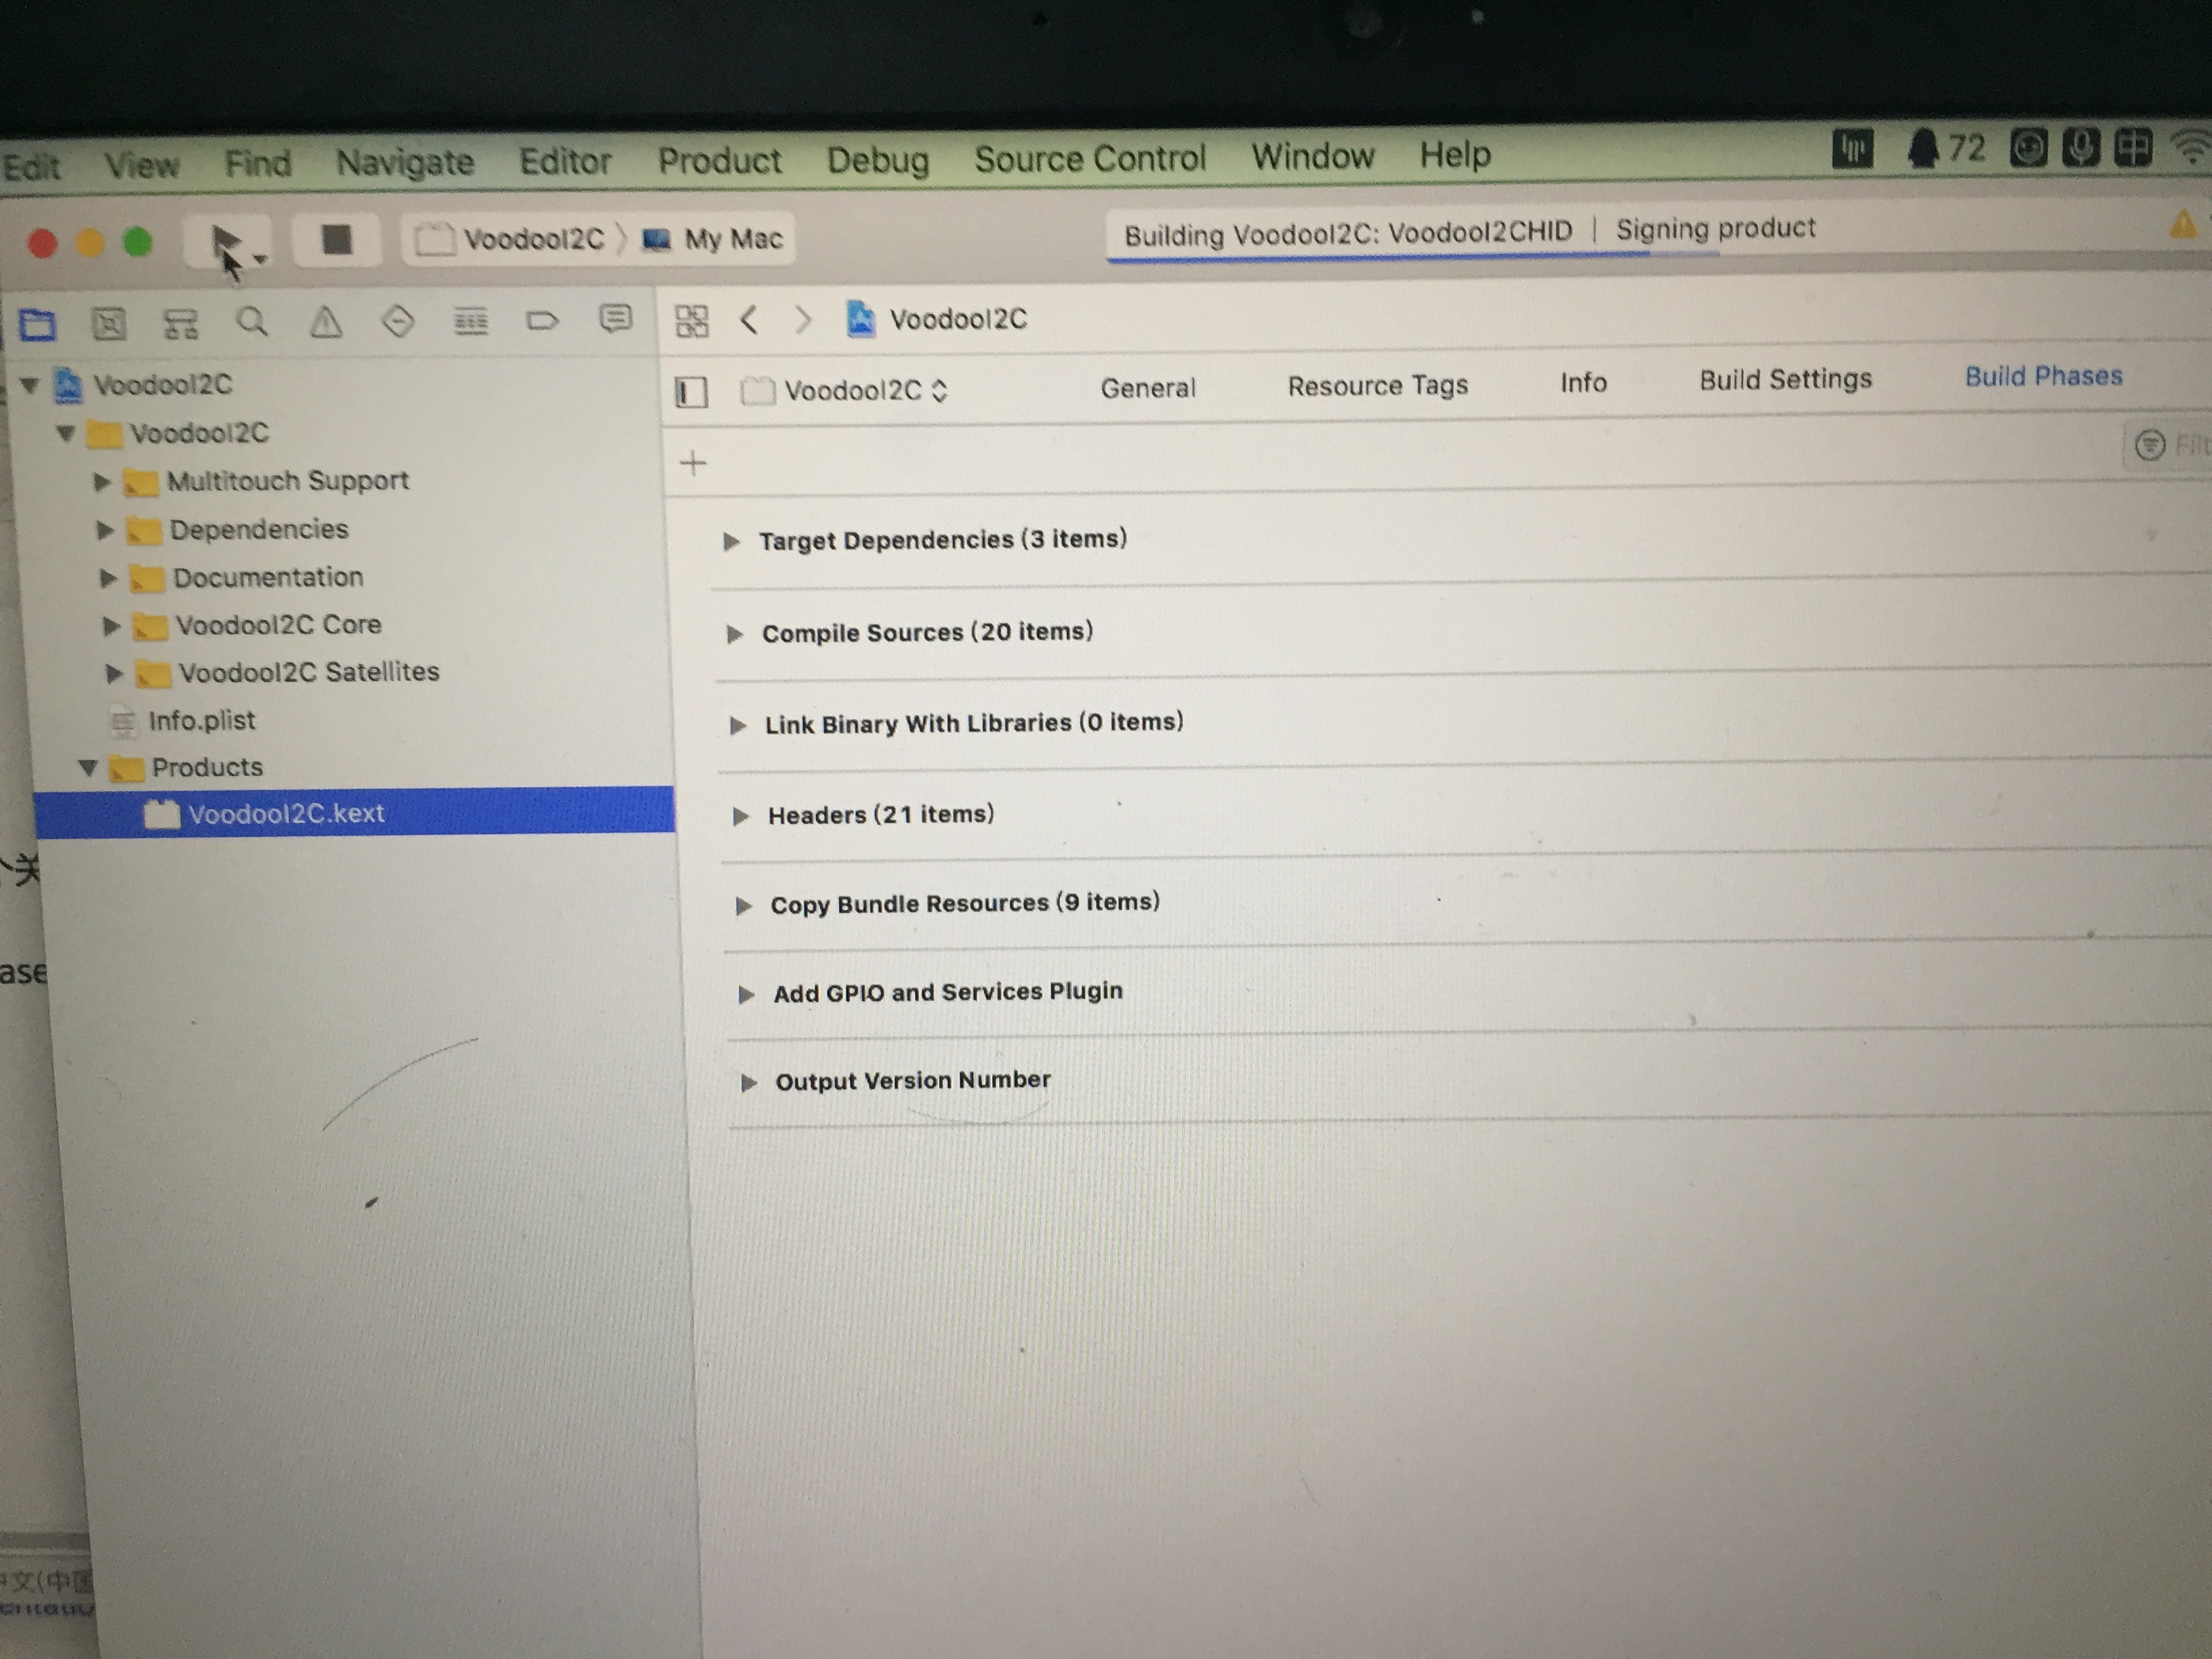 Edit View Find Navigate Editor Product Debug Source Control Window Help 72 中
VoodooI2C My Mac
Building VoodooI2C: VoodooI2CHID | Signing product
VoodooI2C
VoodooI2C
General
Resource Tags
Info
Build Settings
Build Phases
VoodooI2C
VoodooI2C
Multitouch Support
Dependencies
Documentation
VoodooI2C Core
VoodooI2C Satellites
Info.plist
Products
VoodooI2C.kext
Target Dependencies (3 items)
Compile Sources (20 items)
Link Binary With Libraries (0 items)
Headers (21 items)
Copy Bundle Resources (9 items)
Add GPIO and Services Plugin
Output Version Number
关
ase
文(中国